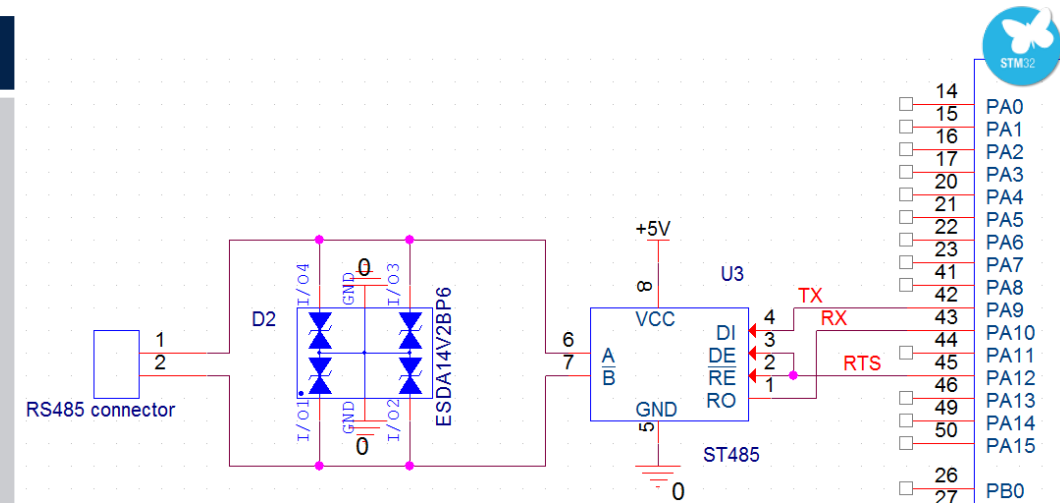 STM32
14
PA0
15
PA1
16
PA2
17
PA3
20
PA4
21
PA5
22
PA6
23
PA7
41
PA8
42
PA9
43
PA10
44
PA11
45
PA12
46
PA13
49
PA14
50
PA15
26
PB0
27
+5V
8
VCC
U3
TX
RX
RTS
4
DI
3
DE
2
RE
1
RO
6
A
7
B
GND
5
0
ST485
I/O4
GND
0
I/O3
D2
ESDA14V2BP6
I/O1
GND
0
I/O2
1
2
RS485 connector